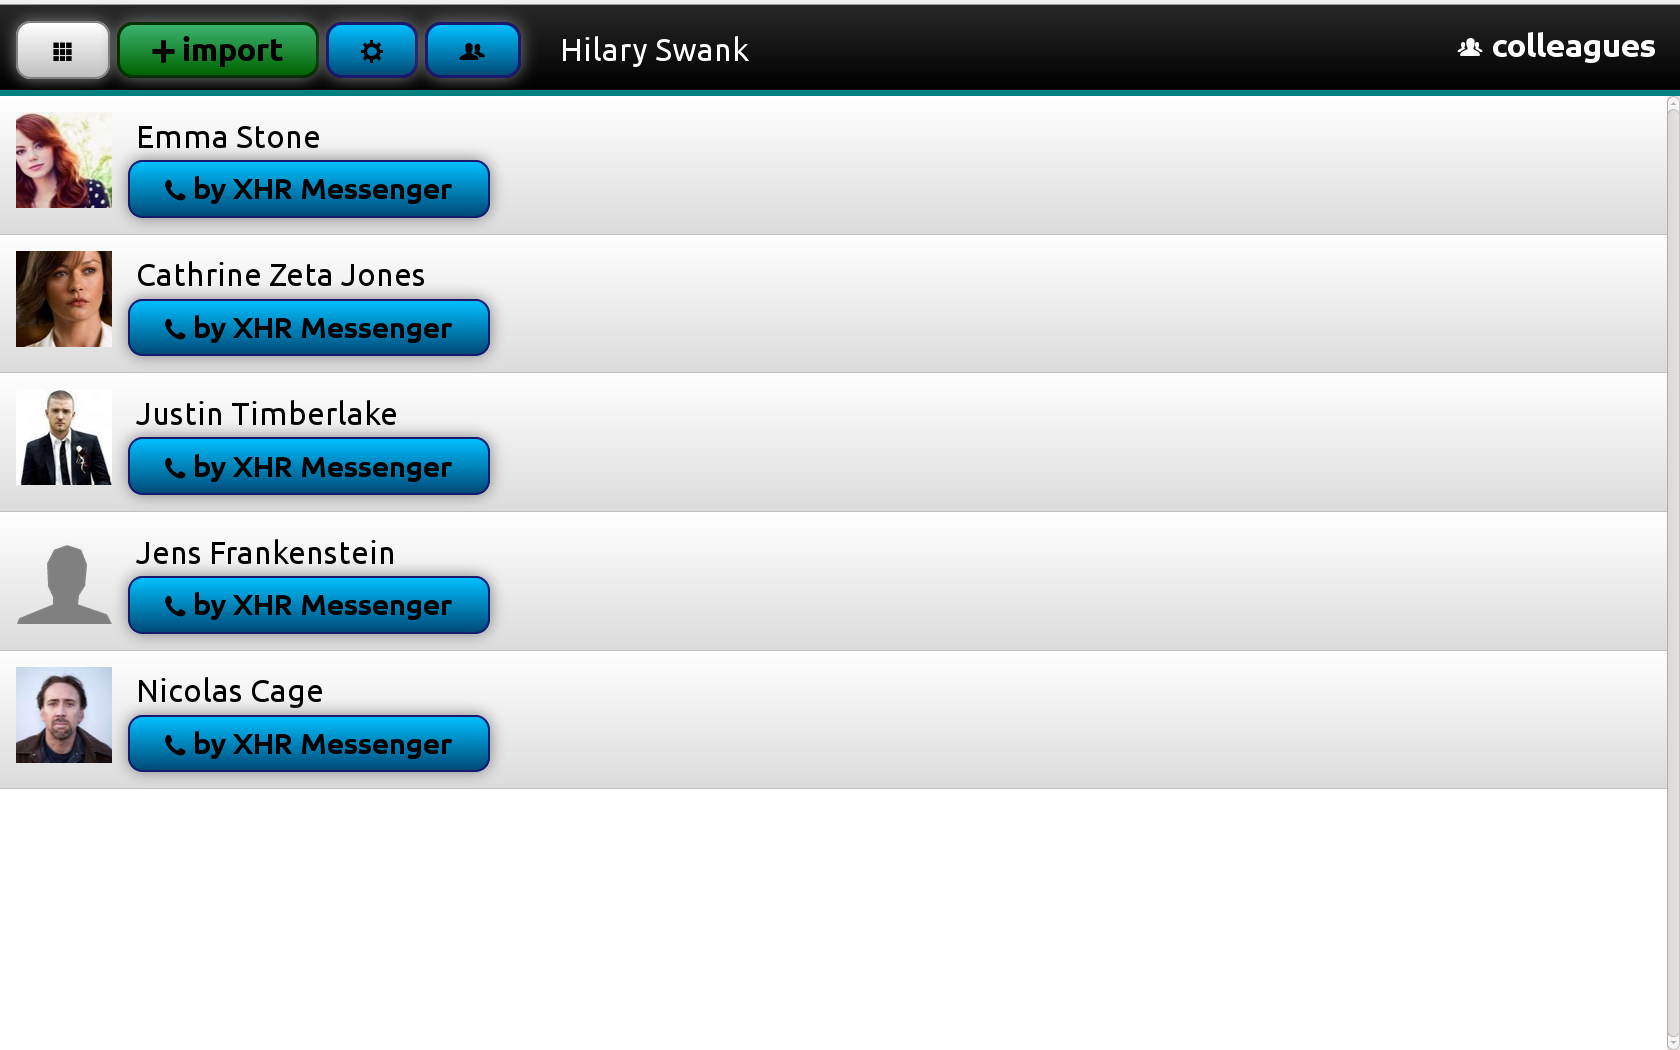 import
Hilary Swank
colleagues
Emma Stone
by XHR Messenger
Cathrine Zeta Jones
by XHR Messenger
Justin Timberlake
by XHR Messenger
Jens Frankenstein
by XHR Messenger
Nicolas Cage
by XHR Messenger